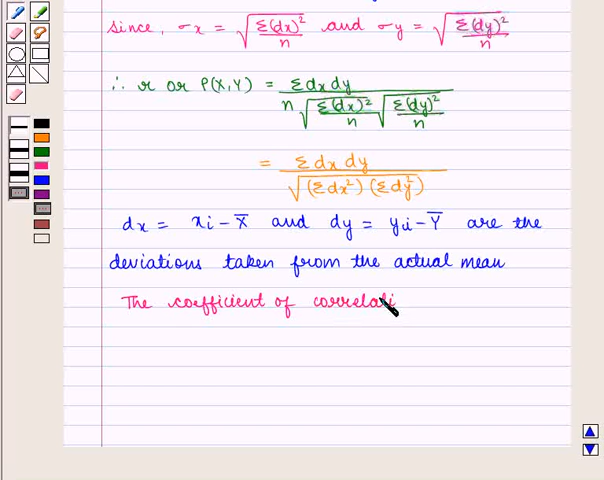 since, σx = √(Σ(dx)²/n) and σy = √(Σ(dy)²/n)
∴ r or ρ(X,Y) = Σdx dy / n √(Σ(dx)²/n) √(Σ(dy)²/n)
= Σdx dy / √((Σdx²) (Σdy²))
dx = xi - X̅ and dy = yi - Y̅ are the
deviations taken from the actual mean
The coefficient of correlati